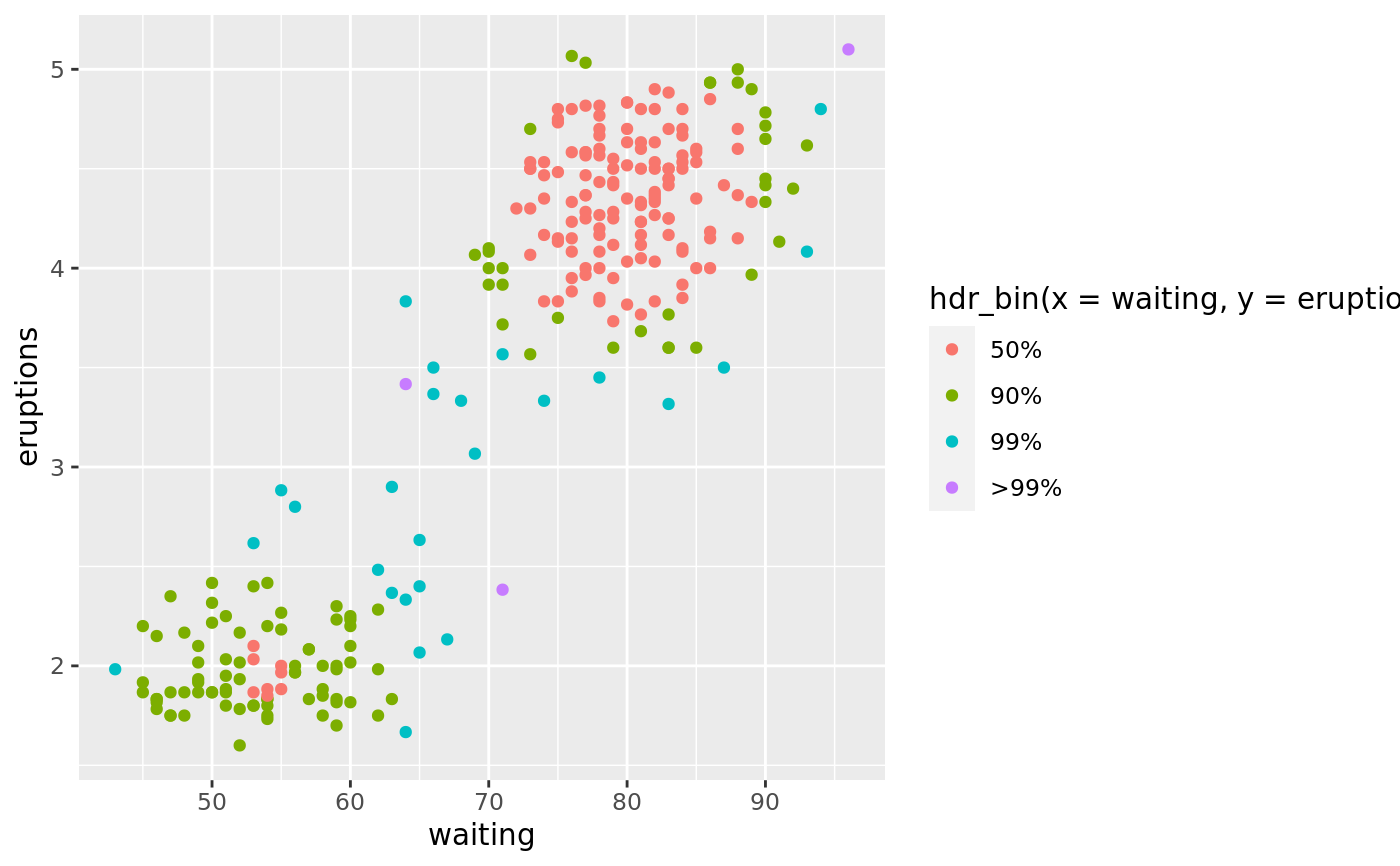 5
4
3
2
eruptions
50 60 70 80 90
waiting
hdr_bin(x = waiting, y = eruptio
50%
90%
99%
>99%